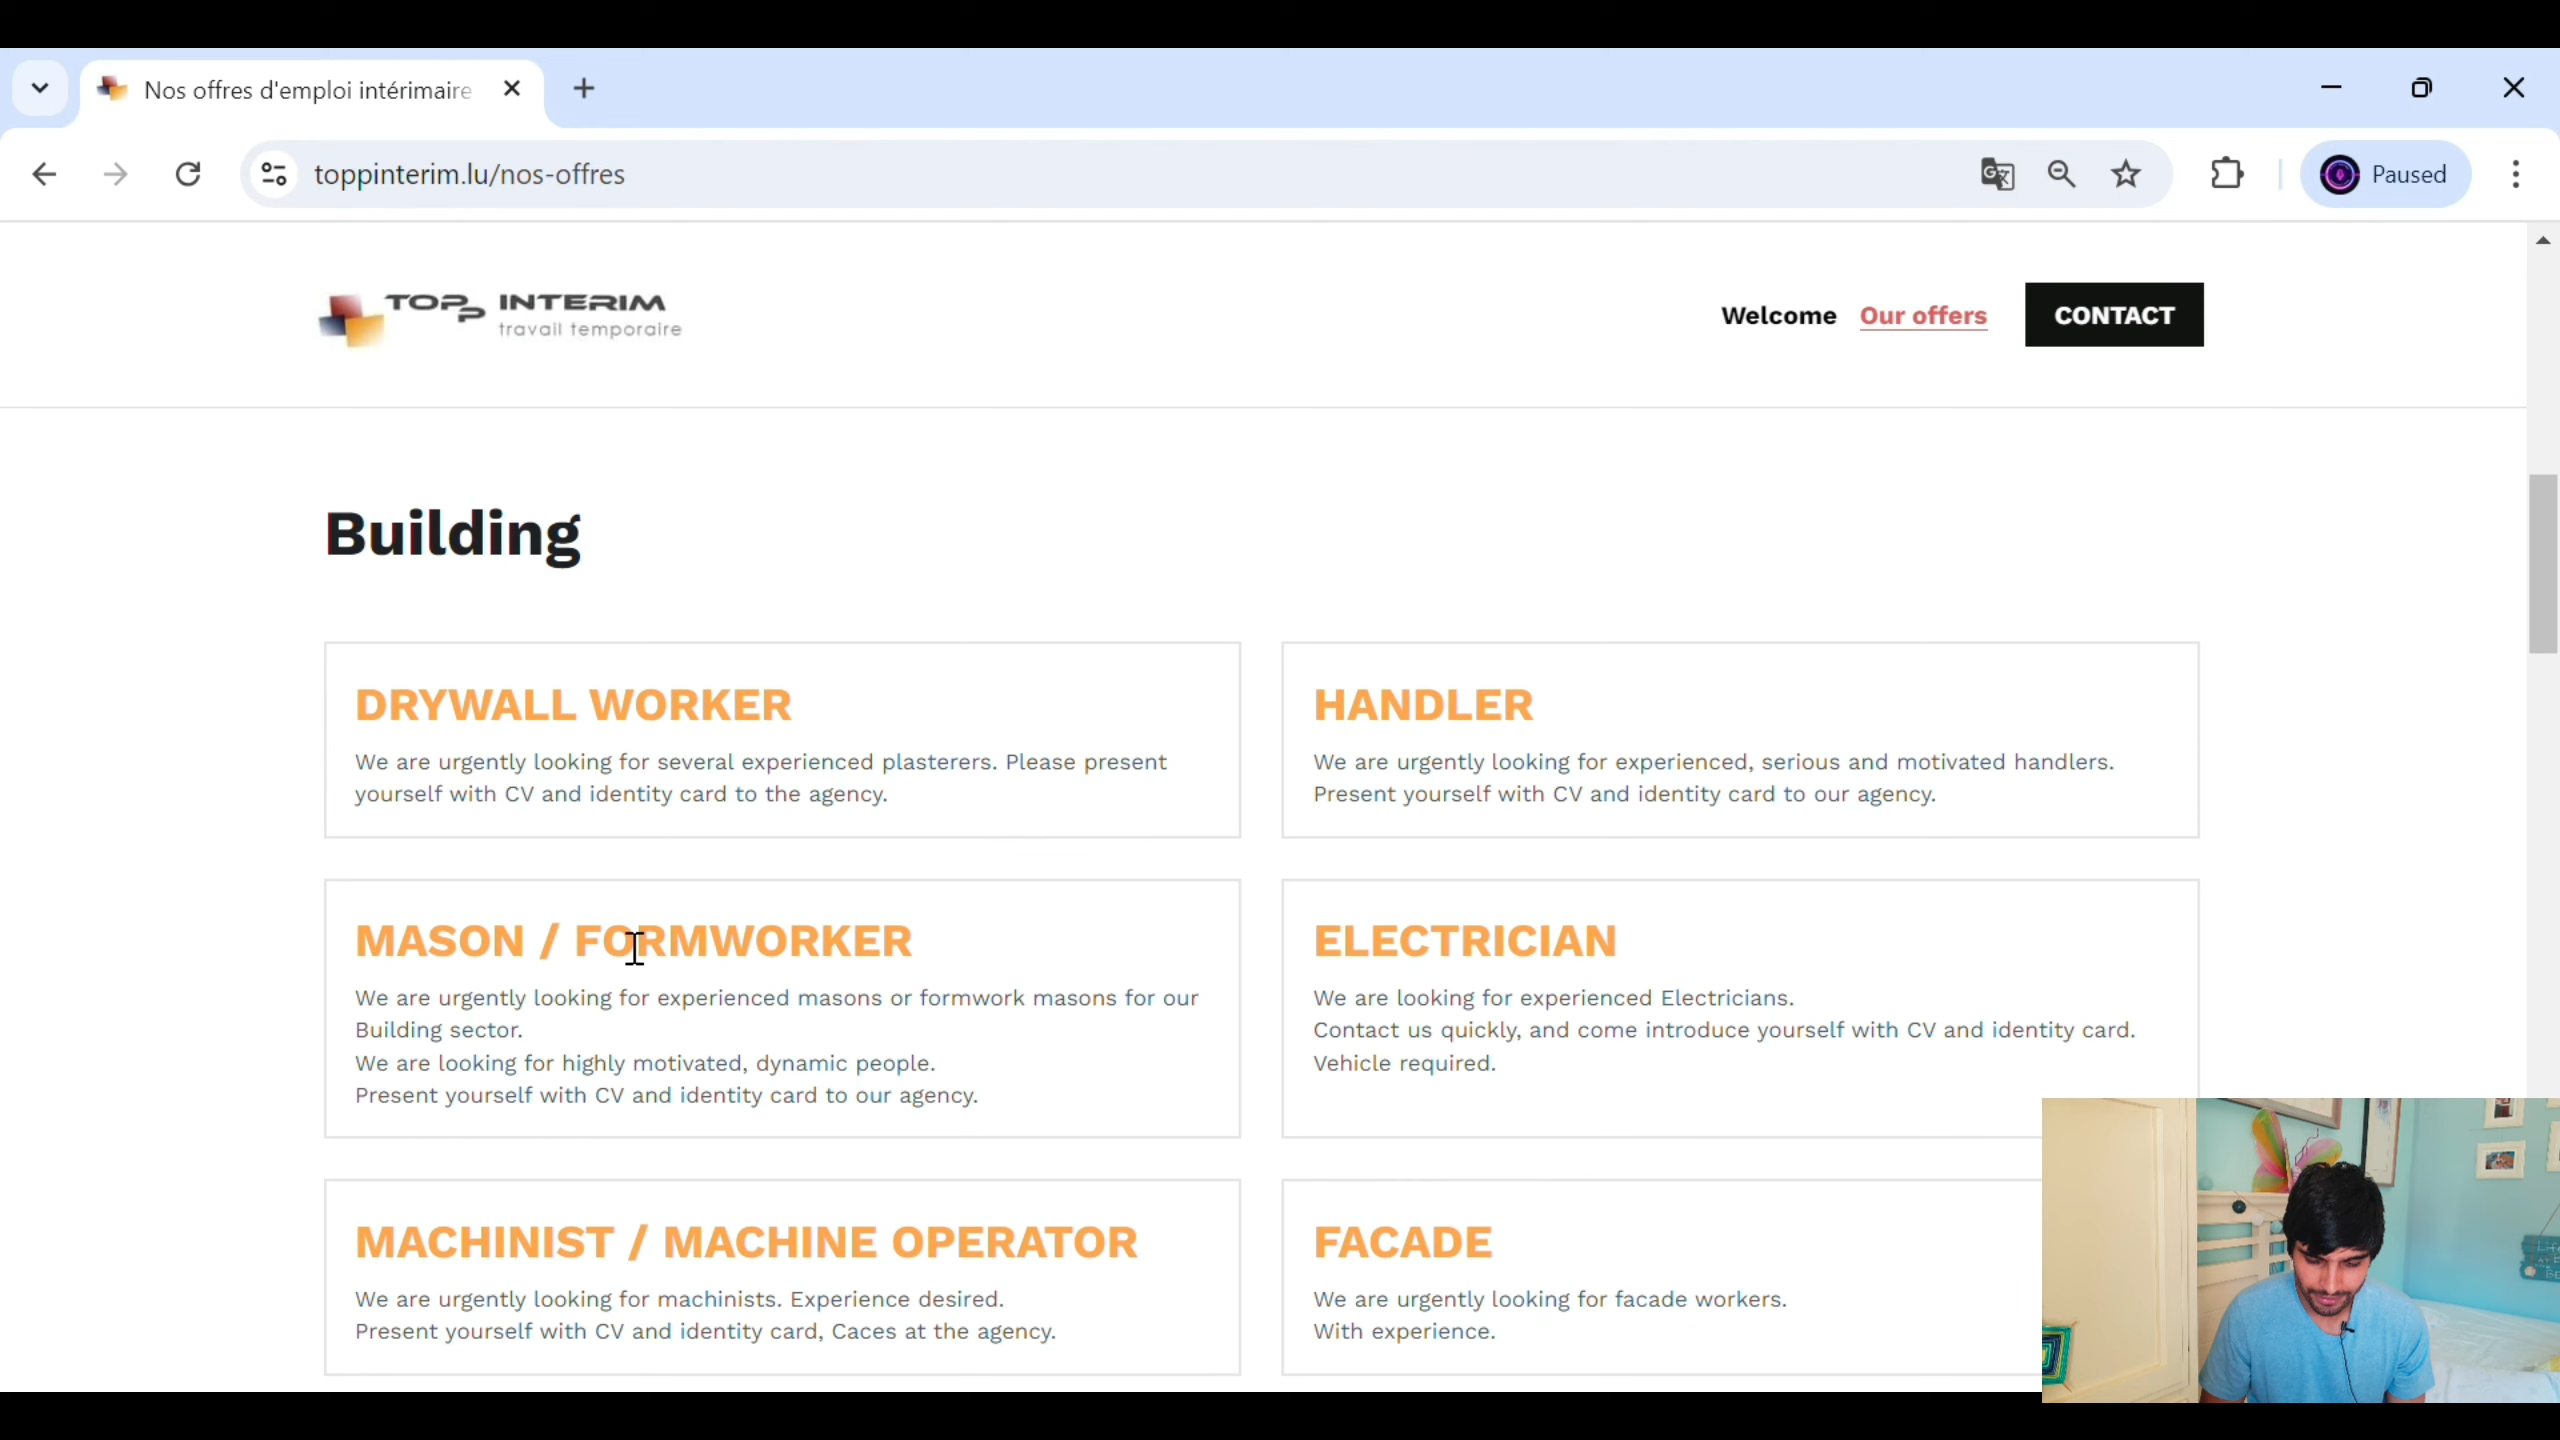 Nos offres d'emploi intérimaire
toppinterim.lu/nos-offres
Paused
TOPP INTERIM
travail temporaire
Welcome
Our offers
CONTACT
Building
DRYWALL WORKER
We are urgently looking for several experienced plasterers. Please present
yourself with CV and identity card to the agency.
HANDLER
We are urgently looking for experienced, serious and motivated handlers.
Present yourself with CV and identity card to our agency.
MASON / FORMWORKER
We are urgently looking for experienced masons or formwork masons for our
Building sector.
We are looking for highly motivated, dynamic people.
Present yourself with CV and identity card to our agency.
ELECTRICIAN
We are looking for experienced Electricians.
Contact us quickly, and come introduce yourself with CV and identity card.
Vehicle required.
MACHINIST / MACHINE OPERATOR
We are urgently looking for machinists. Experience desired.
Present yourself with CV and identity card, Caces at the agency.
FACADE
We are urgently looking for facade workers.
With experience.